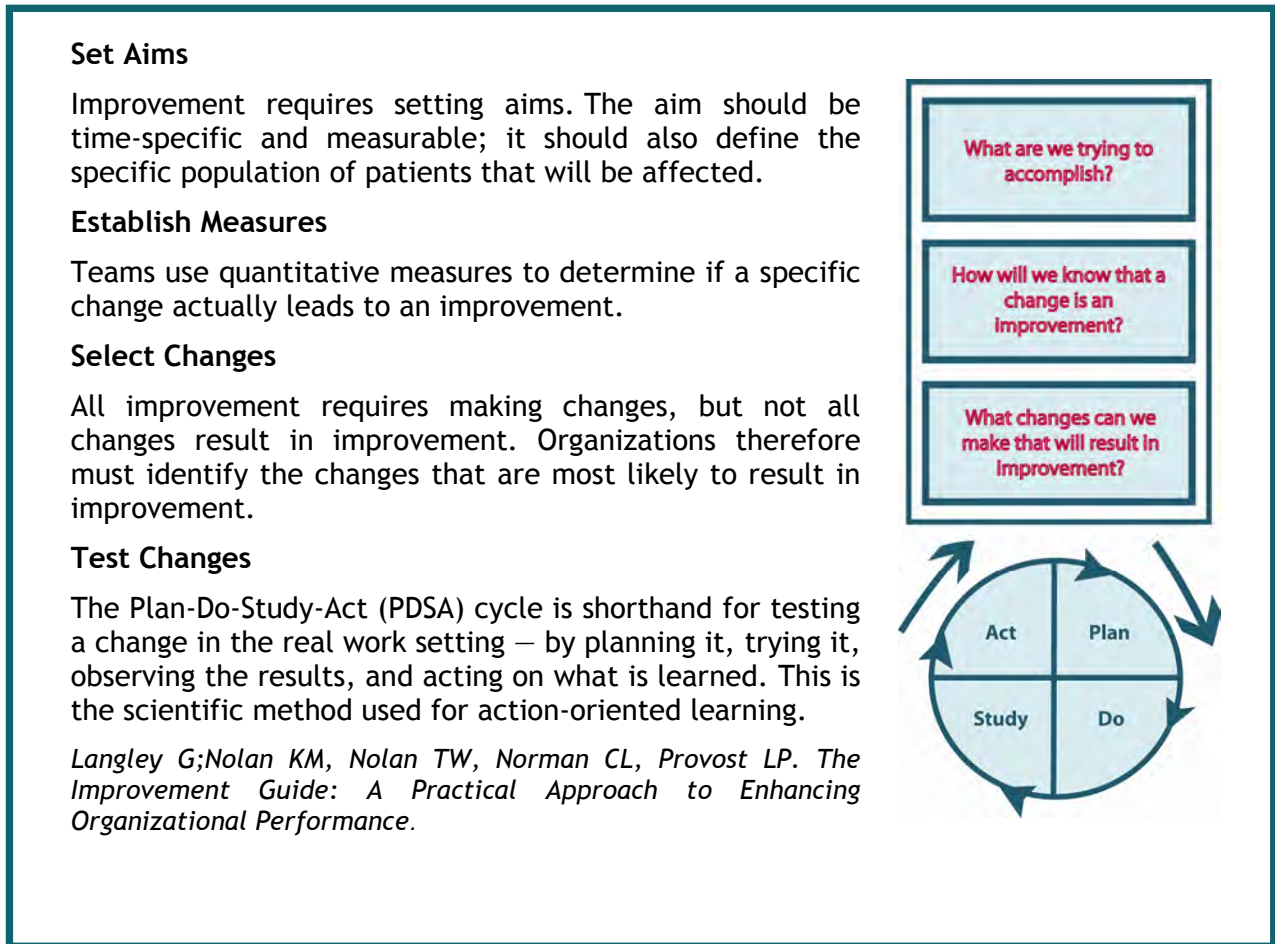 Set Aims
Improvement requires setting aims. The aim should be
time-specific and measurable; it should also define the
specific population of patients that will be affected.
Establish Measures
Teams use quantitative measures to determine if a specific
change actually leads to an improvement.
Select Changes
All improvement requires making changes, but not all
changes result in improvement. Organizations therefore
must identify the changes that are most likely to result in
improvement.
Test Changes
The Plan-Do-Study-Act (PDSA) cycle is shorthand for testing
a change in the real work setting — by planning it, trying it,
observing the results, and acting on what is learned. This is
the scientific method used for action-oriented learning.
Langley G;Nolan KM, Nolan TW, Norman CL, Provost LP. The
Improvement Guide: A Practical Approach to Enhancing
Organizational Performance.
What are we trying to
accomplish?
How will we know that a
change is an
improvement?
What changes can we
make that will result in
improvement?
Act
Plan
Study
Do